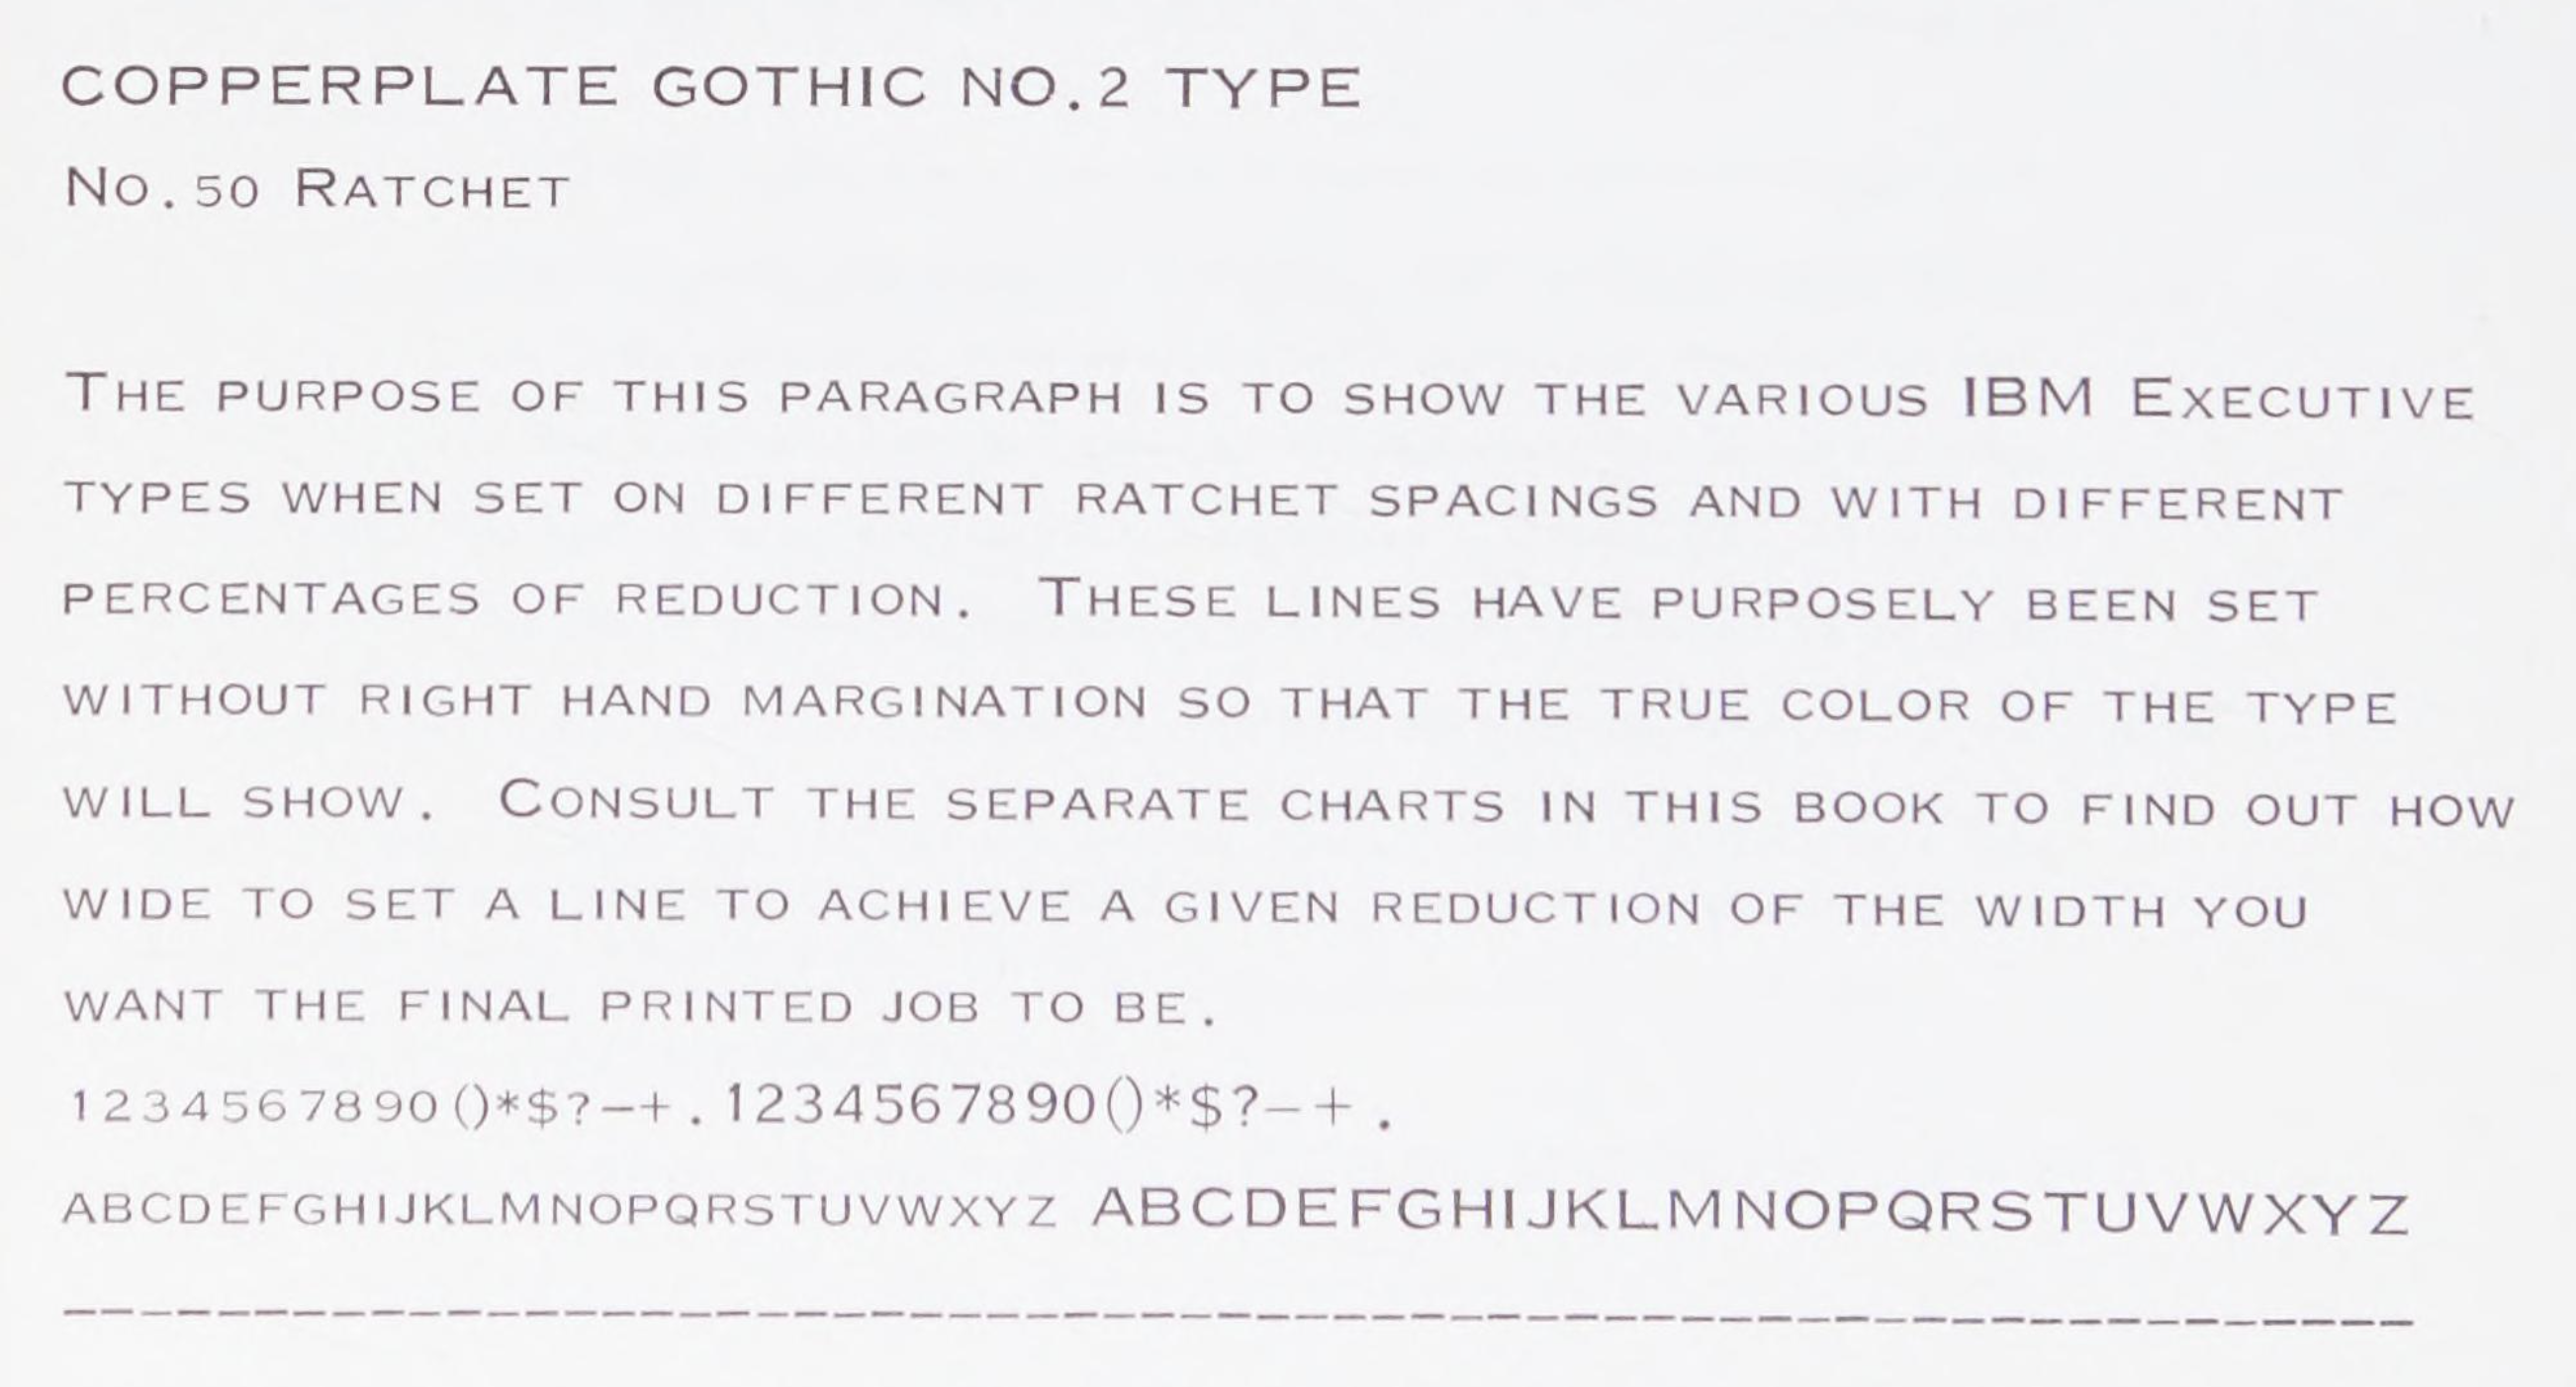 COPPERPLATE GOTHIC NO.2 TYPE
No.50 Ratchet
The purpose of this paragraph is to show the various IBM Executive
types when set on different ratchet spacings and with different
percentages of reduction.  These lines have purposely been set
without right hand margination so that the true color of the type
will show.  Consult the separate charts in this book to find out how
wide to set a line to achieve a given reduction of the width you
want the final printed job to be.
1234567890()*$?-+.1234567890()*$?-+.
abcdefghijklmnopqrstuvwxyz ABCDEFGHIJKLMNOPQRSTUVWXYZ